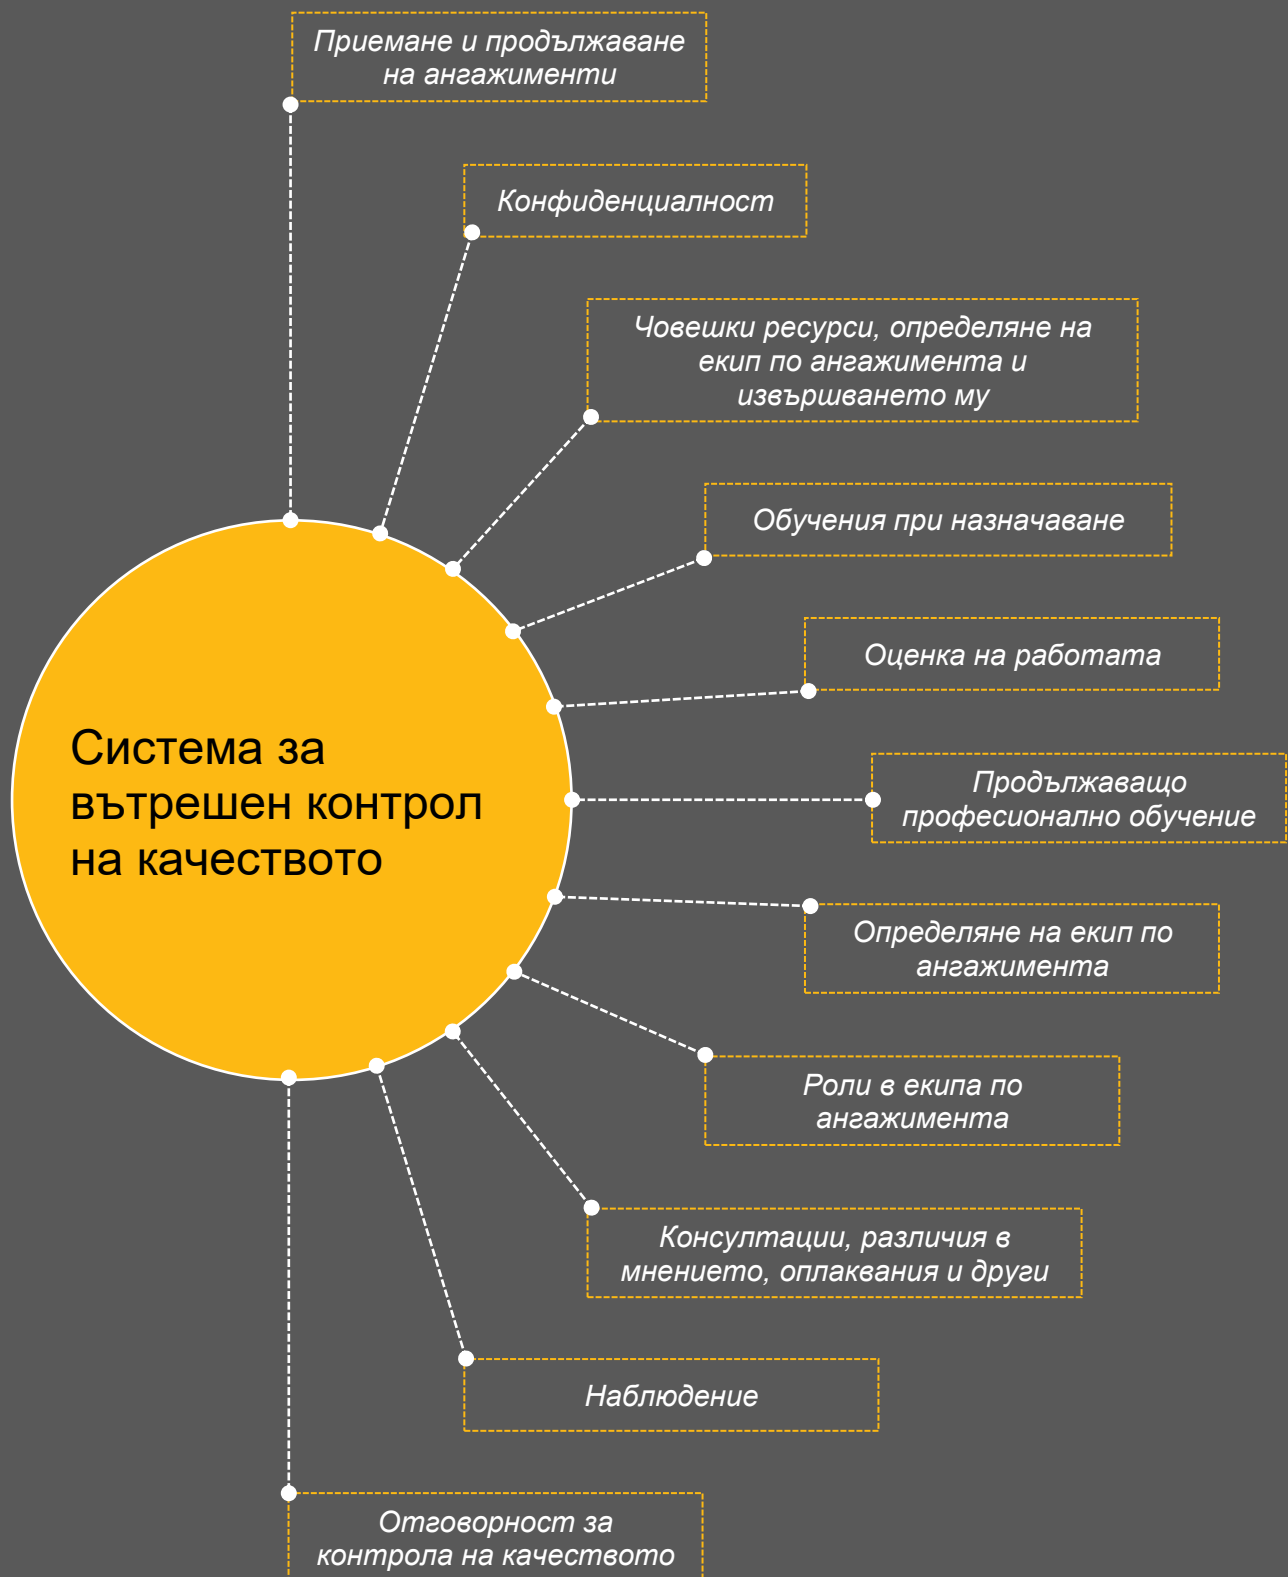 Приемане и продължаване
на ангажименти
Конфиденциалност
Човешки ресурси, определяне на
екип по ангажимента и
извършването му
Обучения при назначаване
Оценка на работата
Система за
вътрешен контрол
на качеството
Продължаващо
професионално обучение
Определяне на екип по
ангажимента
Роли в екипа по
ангажимента
Консултации, различия в
мнението, оплаквания и други
Наблюдение
Отговорност за
контрола на качеството